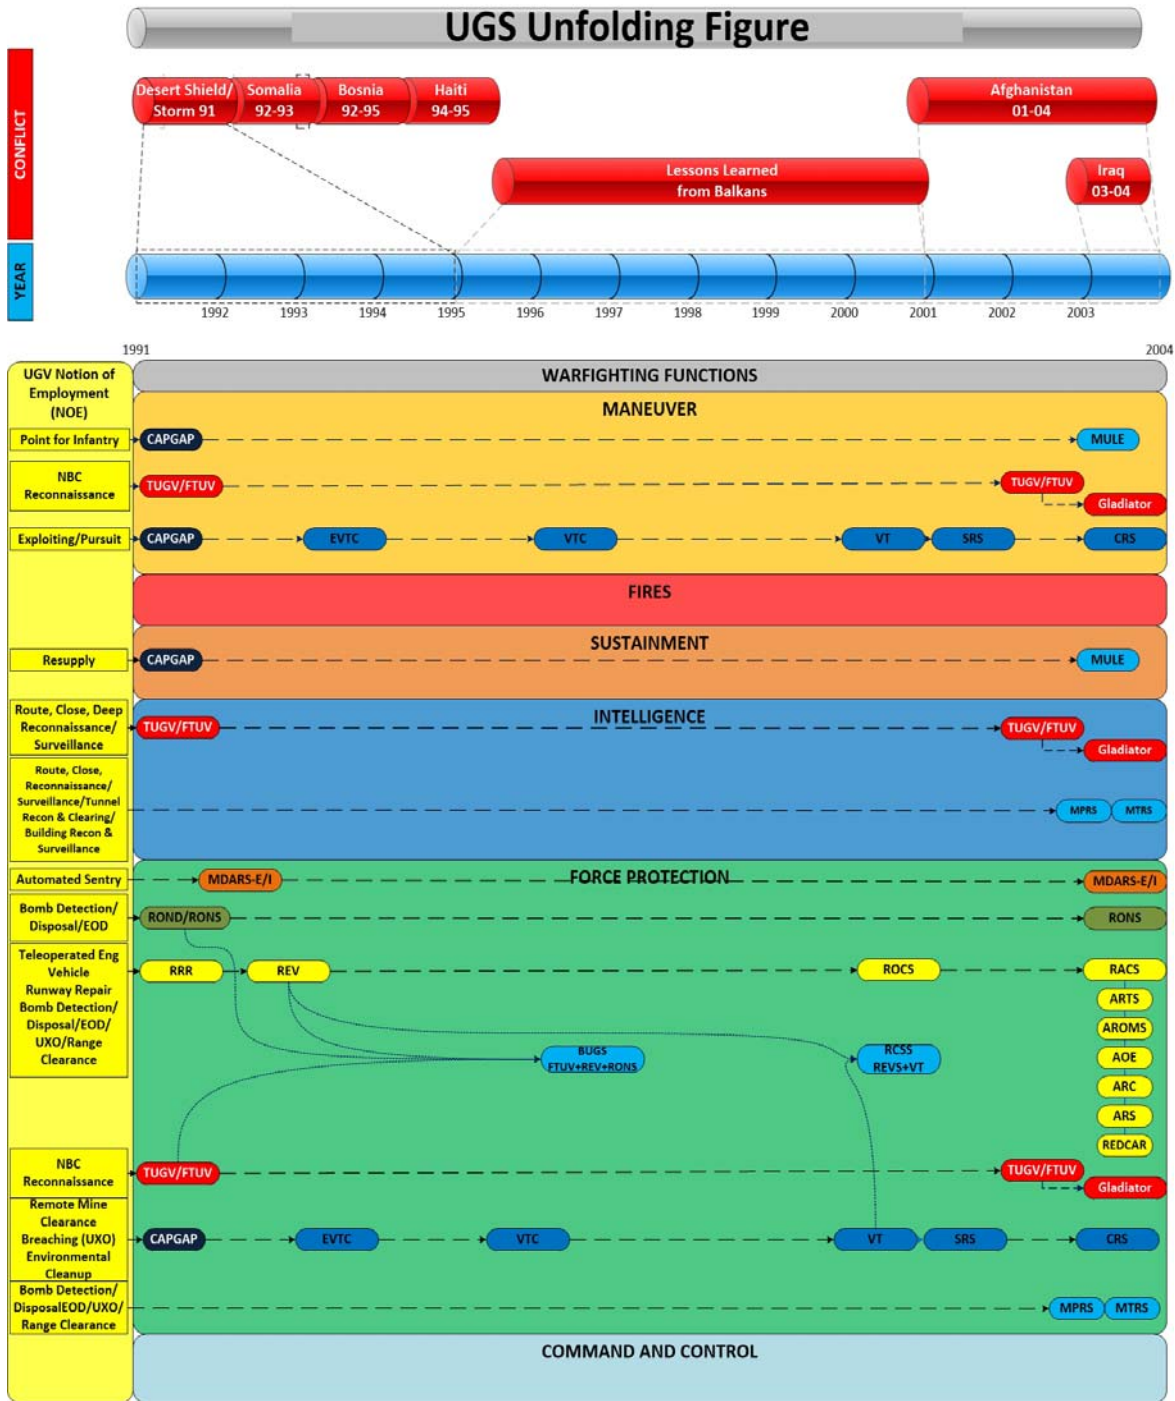 UGS Unfolding Figure
CONFLICT
Desert Shield/
Storm 91
Somalia
92-93
Bosnia
92-95
Haiti
94-95
Afghanistan
01-04
Lessons Learned
from Balkans
Iraq
03-04
YEAR
1992
1993
1994
1995
1996
1997
1998
1999
2000
2001
2002
2003
1991
2004
UGV Notion of
Employment
(NOE)
WARFIGHTING FUNCTIONS
MANEUVER
Point for Infantry
CAPGAP
MULE
NBC
Reconnaissance
TUGV/FTUV
TUGV/FTUV
Gladiator
Exploiting/Pursuit
CAPGAP
EVTC
VTC
VT
SRS
CRS
FIRES
SUSTAINMENT
Resupply
CAPGAP
MULE
INTELLIGENCE
Route, Close, Deep
Reconnaissance/
Surveillance
TUGV/FTUV
TUGV/FTUV
Gladiator
Route, Close,
Reconnaissance/
Surveillance/Tunnel
Recon & Clearing/
Building Recon &
Surveillance
MPRS
MTRS
FORCE PROTECTION
Automated Sentry
MDARS-E/I
MDARS-E/I
Bomb Detection/
Disposal/EOD
ROND/RONS
RONS
Teleoperated Eng
Vehicle
Runway Repair
Bomb Detection/
Disposal/EOD/
UXO/Range
Clearance
RRR
REV
ROCS
RACS
ARTS
AROMS
AOE
ARC
ARS
REDCAR
BUGS
FTUV+REV+RONS
RCSS
REVS+VT
NBC
Reconnaissance
TUGV/FTUV
TUGV/FTUV
Gladiator
Remote Mine
Clearance
Breaching (UXO)
Environmental
Cleanup
CAPGAP
EVTC
VTC
VT
SRS
CRS
Bomb Detection/
DisposalEOD/UXO/
Range Clearance
MPRS
MTRS
COMMAND AND CONTROL